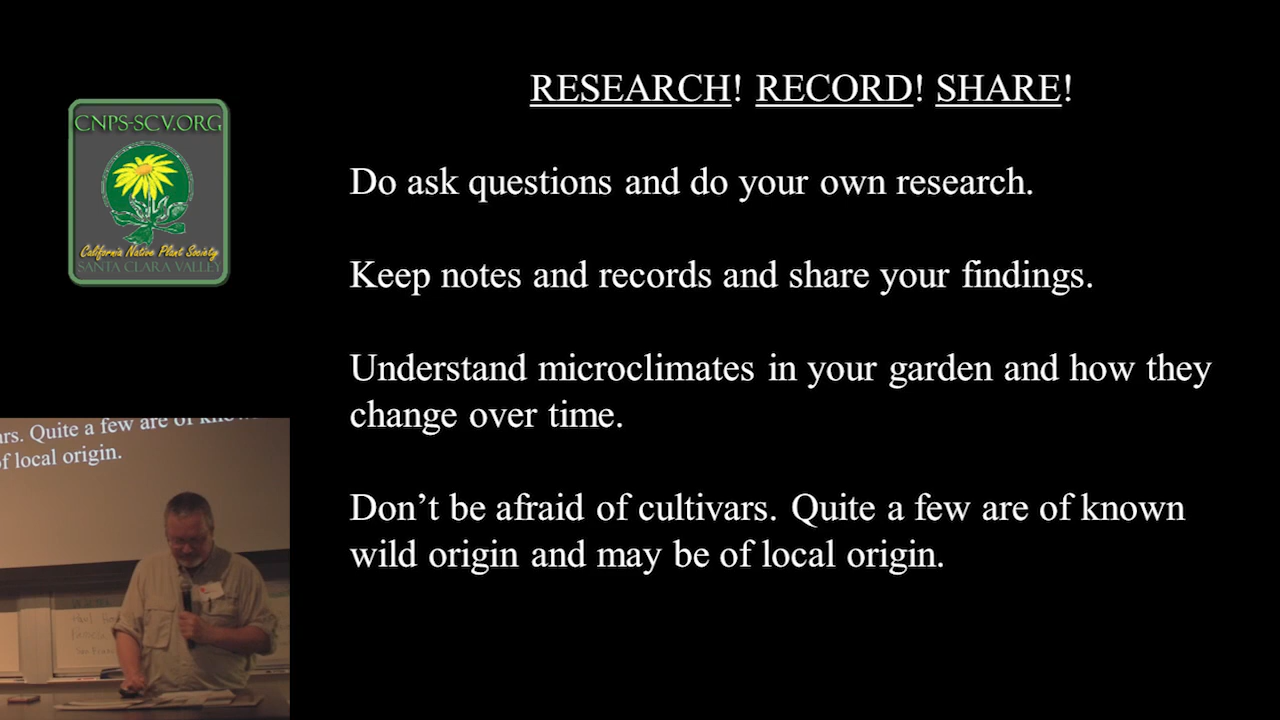 RESEARCH! RECORD! SHARE!
CNPS-SCV.ORG
Do ask questions and do your own research.
California Native Plant Society
SANTA CLARA VALLEY
Keep notes and records and share your findings.
Understand microclimates in your garden and how they
change over time.
Don’t be afraid of cultivars. Quite a few are of known
wild origin and may be of local origin.
Quite a few are of known
of local origin.